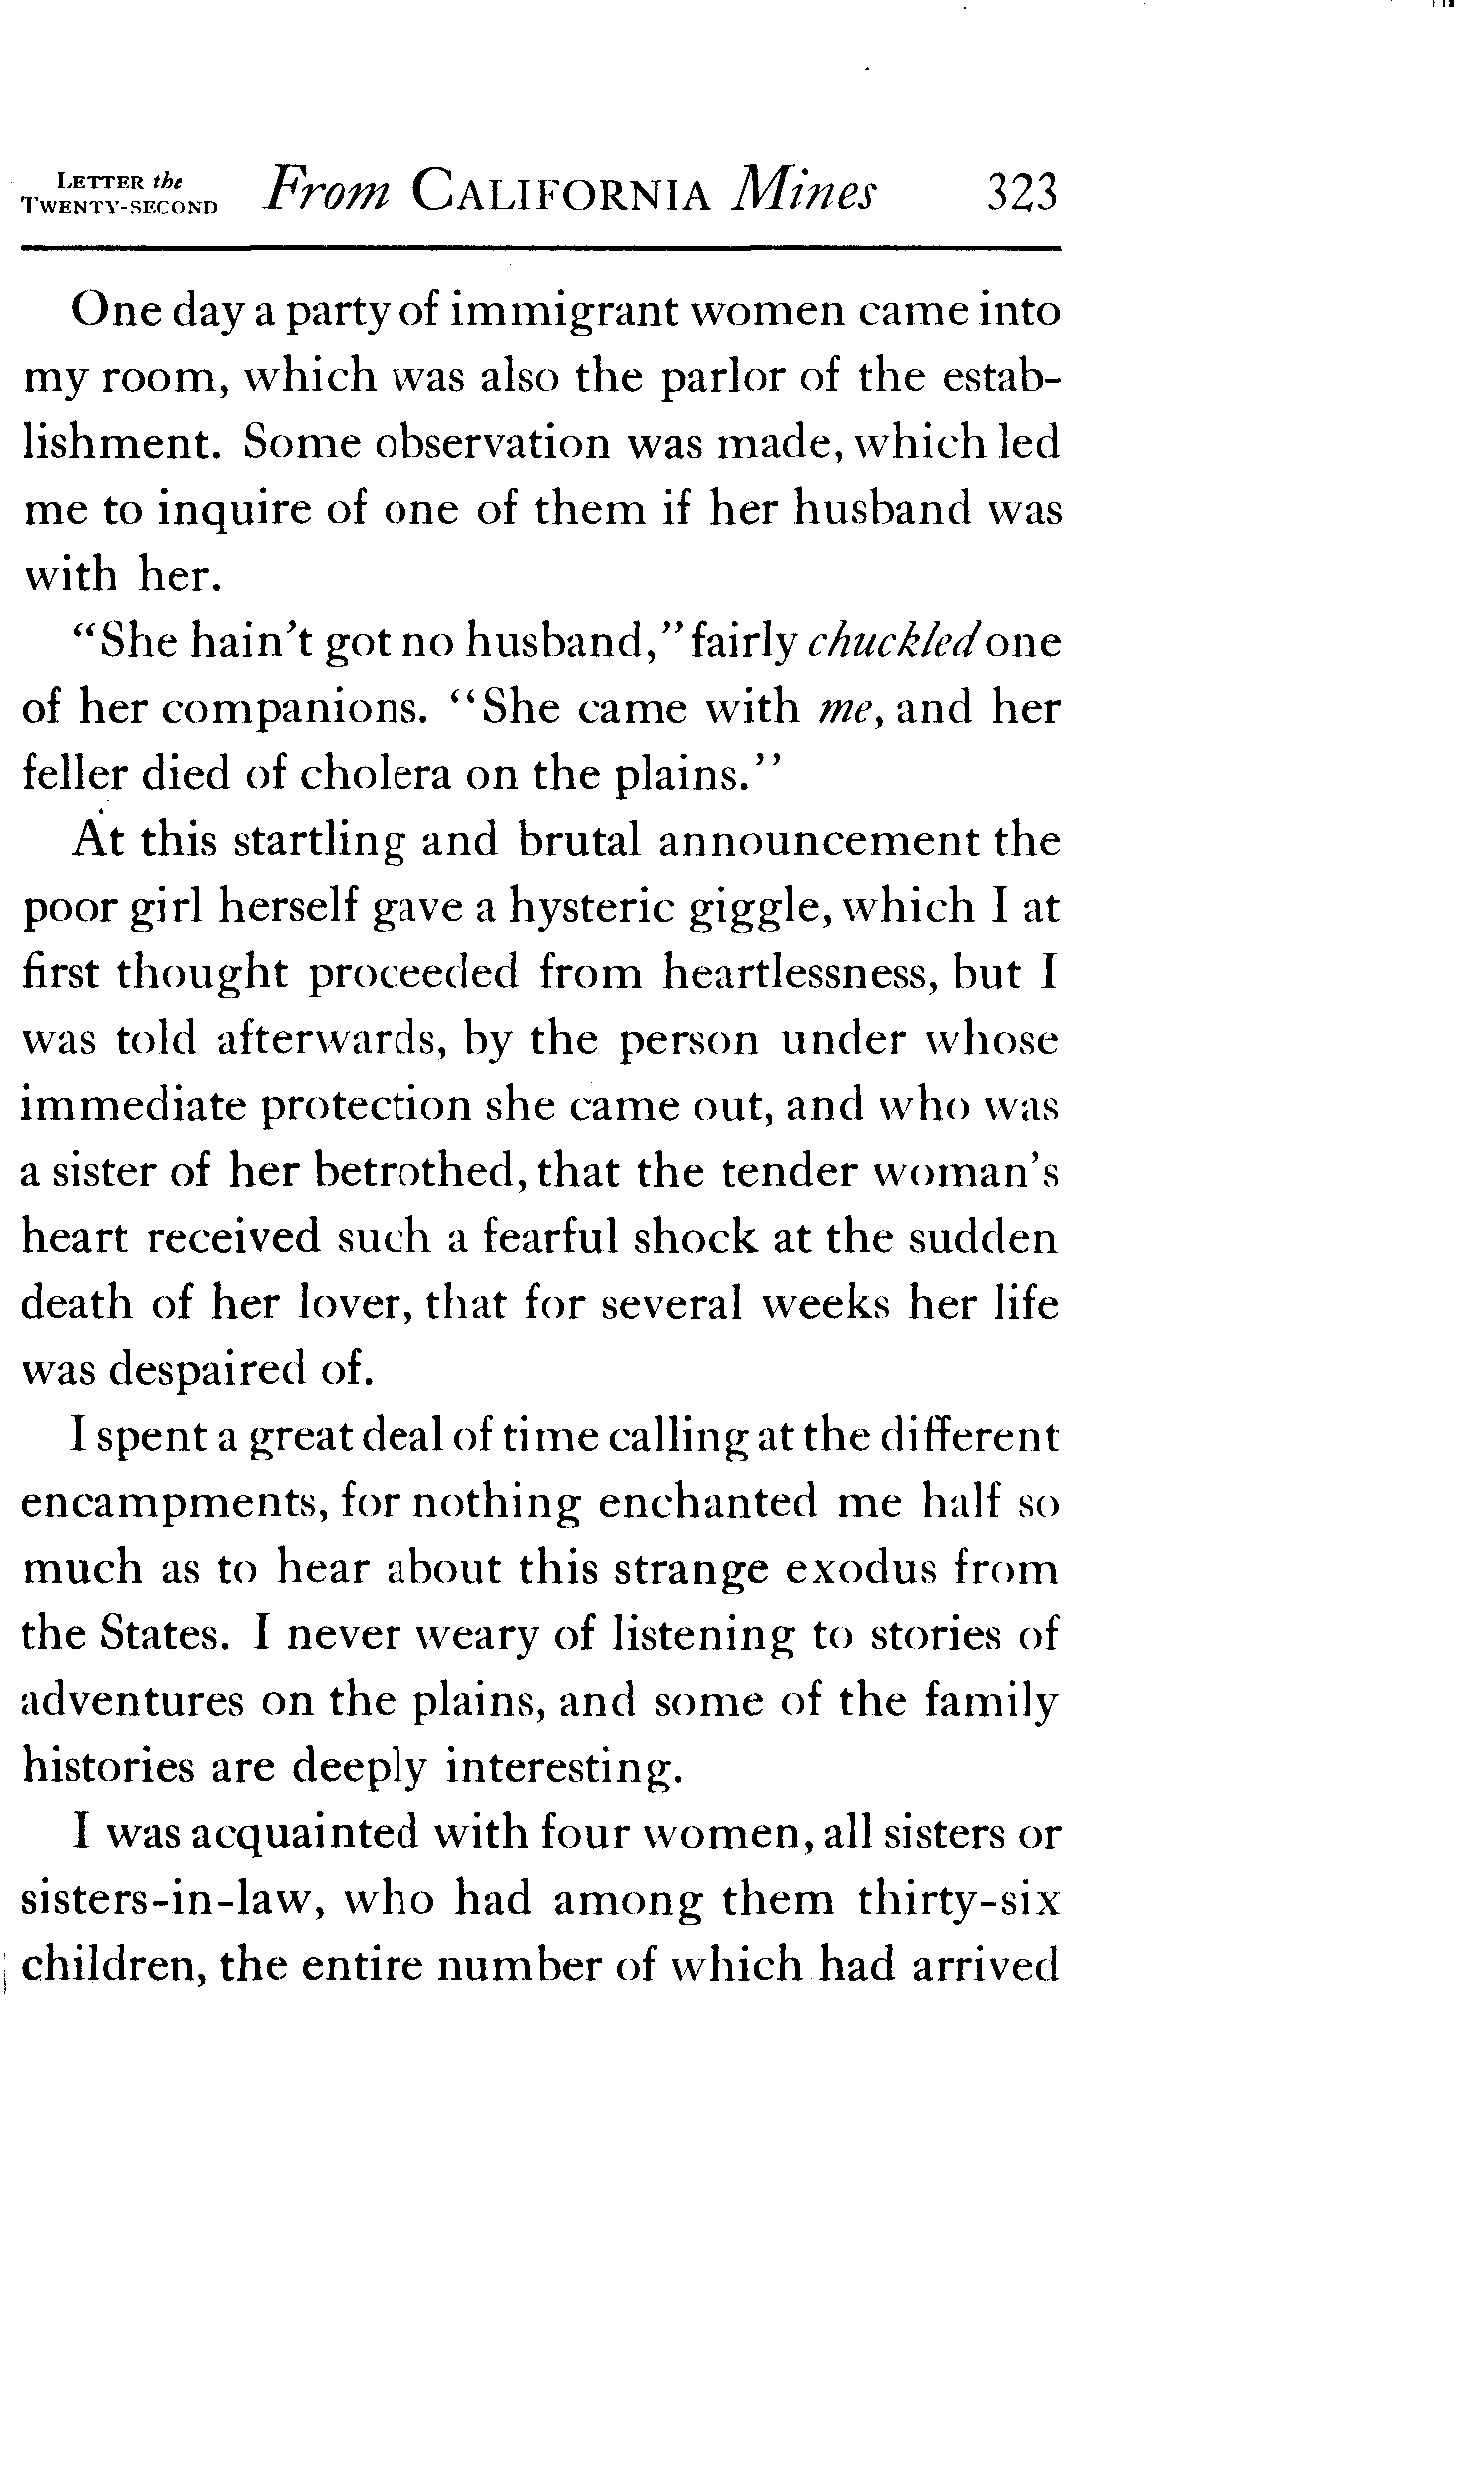 LETTER the
TWENTY-SECOND From CALIFORNIA Mines 323
One day a party of immigrant women came into
my room, which was also the parlor of the estab-
lishment. Some observation was made, which led
me to inquire of one of them if her husband was
with her.
“She hain’t got no husband,” fairly chuckled one
of her companions. “She came with me, and her
feller died of cholera on the plains.”
At this startling and brutal announcement the
poor girl herself gave a hysteric giggle, which I at
first thought proceeded from heartlessness, but I
was told afterwards, by the person under whose
immediate protection she came out, and who was
a sister of her betrothed, that the tender woman’s
heart received such a fearful shock at the sudden
death of her lover, that for several weeks her life
was despaired of.
I spent a great deal of time calling at the different
encampments, for nothing enchanted me half so
much as to hear about this strange exodus from
the States. I never weary of listening to stories of
adventures on the plains, and some of the family
histories are deeply interesting.
I was acquainted with four women, all sisters or
sisters-in-law, who had among them thirty-six
children, the entire number of which had arrived